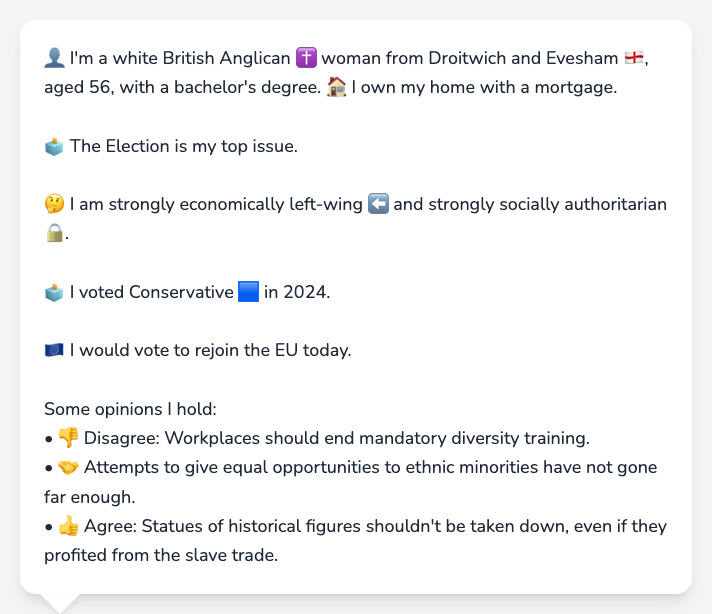 👤 I'm a white British Anglican ✝️ woman from Droitwich and Evesham 🏴󠁧󠁢󠁥󠁮󠁧󠁿,
aged 56, with a bachelor's degree. 🏠 I own my home with a mortgage.
🗳️ The Election is my top issue.
🤔 I am strongly economically left-wing ⬅️ and strongly socially authoritarian
🔒.
🗳️ I voted Conservative 🟦 in 2024.
🇪🇺 I would vote to rejoin the EU today.
Some opinions I hold:
• 👎 Disagree: Workplaces should end mandatory diversity training.
• 🤝 Attempts to give equal opportunities to ethnic minorities have not gone
far enough.
• 👍 Agree: Statues of historical figures shouldn't be taken down, even if they
profited from the slave trade.